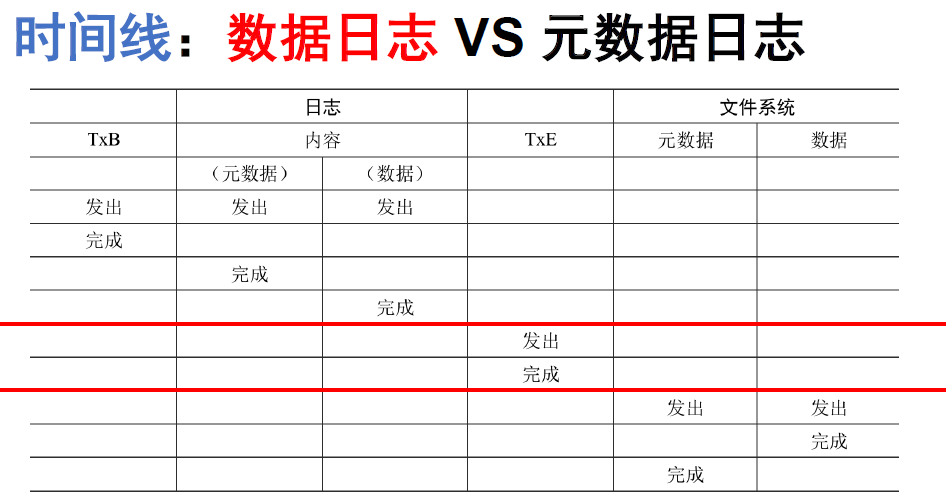 时间线：数据日志 VS 元数据日志
日志 文件系统
TxB 内容 TxE 元数据 数据
（元数据） （数据）
发出 发出 发出
完成
完成
完成
发出
完成
发出 发出
完成
完成